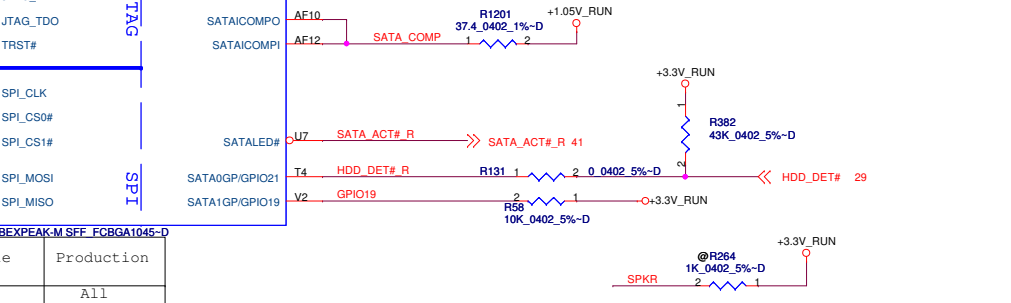 JTAG_TDO
TRST#
TAG
SATAICOMPO
AF10
SATAICOMPI
AF12
SATA_COMP
R1201
37.4_0402_1%~D
1
2
+1.05V_RUN
SPI_CLK
SPI_CS0#
SPI_CS1#
SPI_MOSI
SPI_MISO
SPI
SATALED#
U7
SATA_ACT#_R
SATA_ACT#_R 41
SATA0GP/GPIO21
T4
HDD_DET#_R
R131
1
2
0_0402_5%~D
HDD_DET# 29
+3.3V_RUN
1
R382
43K_0402_5%~D
2
SATA1GP/GPIO19
V2
GPIO19
2
1
R58
10K_0402_5%~D
+3.3V_RUN
BEXPEAK-M SFF_FCBGA1045~D
e
Production
All
+3.3V_RUN
@R264
1K_0402_5%~D
SPKR
2
1